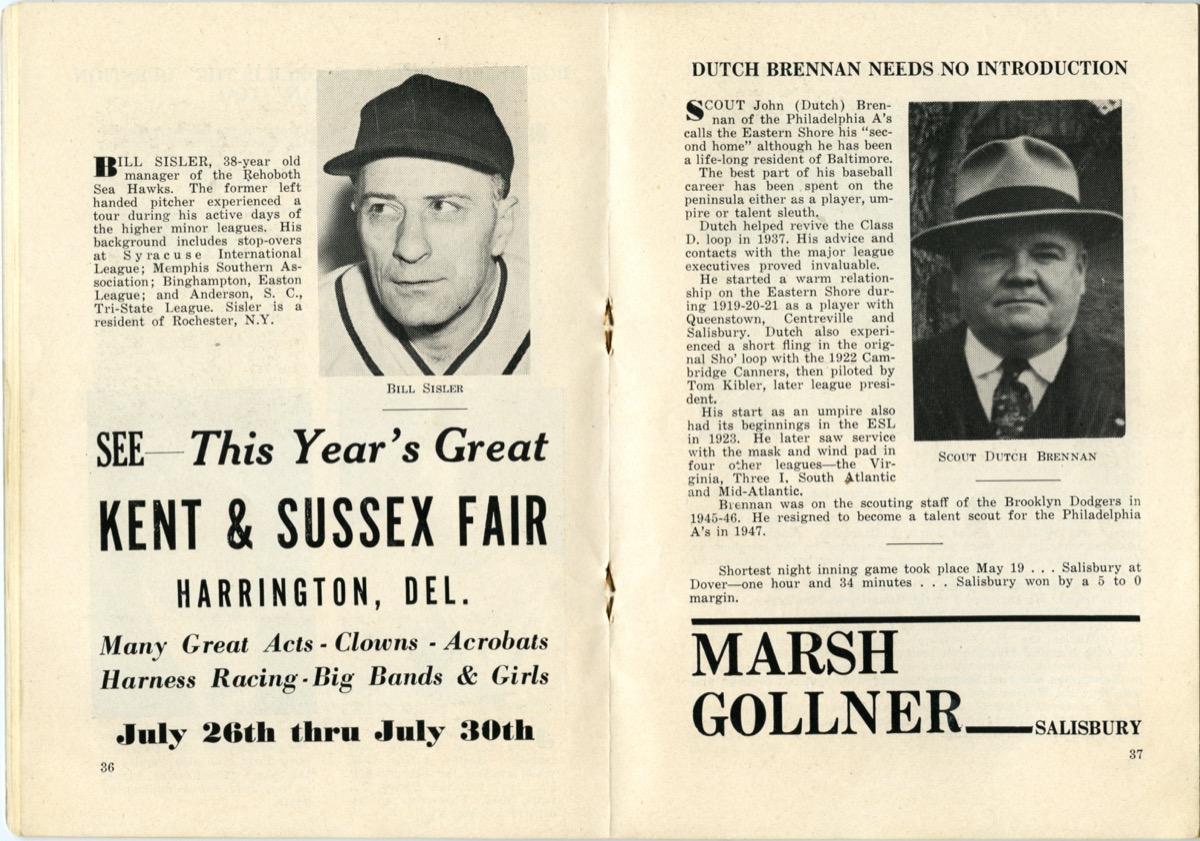 BILL SISLER, 38-year old
manager of the Rehoboth
Sea Hawks. The former left
handed pitcher experienced a
tour during his active days of
the higher minor leagues. His
background includes stop-overs
at Syracuse International
League; Memphis Southern As-
sociation; Binghampton, Easton
League; and Anderson, S. C.,
Tri-State League. Sisler is a
resident of Rochester, N.Y.
BILL SISLER
SEE—This Year's Great
KENT & SUSSEX FAIR
HARRINGTON, DEL.
Many Great Acts - Clowns - Acrobats
Harness Racing - Big Bands & Girls
July 26th thru July 30th
36
DUTCH BRENNAN NEEDS NO INTRODUCTION
SCOUT John (Dutch) Bren-
nan of the Philadelphia A's
calls the Eastern Shore his "sec-
ond home" although he has been
a life-long resident of Baltimore.
The best part of his baseball
career has been spent on the
peninsula either as a player, um-
pire or talent sleuth.
Dutch helped revive the Class
D. loop in 1937. His advice and
contacts with the major league
executives proved invaluable.
He started a warm relation-
ship on the Eastern Shore dur-
ing 1919-20-21 as a player with
Queenstown, Centreville and
Salisbury. Dutch also experi-
enced a short fling in the orig-
nal Sho' loop with the 1922 Cam-
bridge Canners, then piloted by
Tom Kibler, later league presi-
dent.
His start as an umpire also
had its beginnings in the ESL
in 1923. He later saw service
with the mask and wind pad in
four other leagues—the Vir-
ginia, Three I, South Atlantic
and Mid-Atlantic.
SCOUT DUTCH BRENNAN
Brennan was on the scouting staff of the Brooklyn Dodgers in
1945-46. He resigned to become a talent scout for the Philadelphia
A's in 1947.
Shortest night inning game took place May 19 . . . Salisbury at
Dover—one hour and 34 minutes . . . Salisbury won by a 5 to 0
margin.
MARSH
GOLLNER—SALISBURY
37